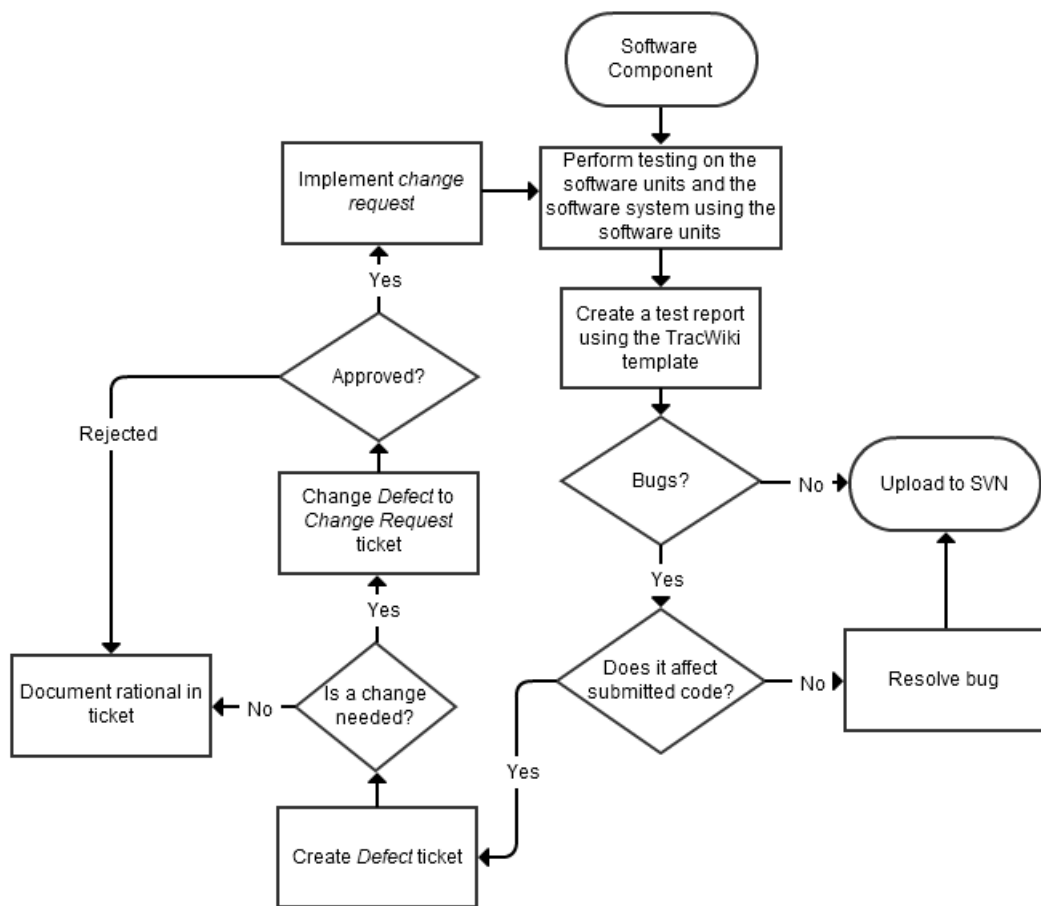 Software
Component
Implement change
request
Perform testing on the
software units and the
software system using the
software units
Yes
Create a test report
using the TracWiki
template
Approved?
Rejected
Bugs?
No
Upload to SVN
Change Defect to
Change Request
ticket
Yes
Yes
Does it affect
submitted code?
No
Resolve bug
Document rational in
ticket
No
Is a change
needed?
Yes
Create Defect ticket